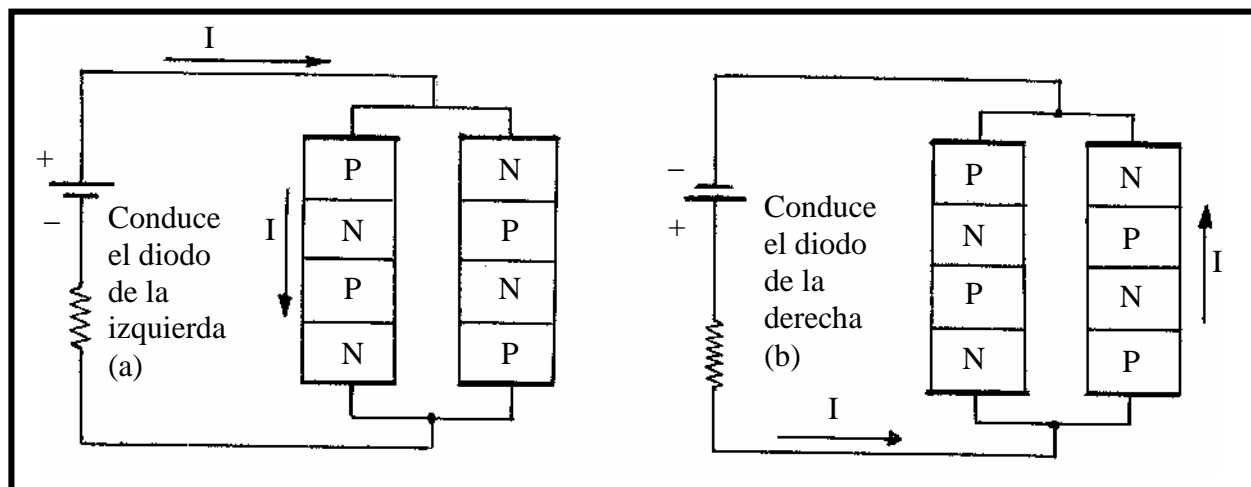 I
+
−
Conduce
el diodo
de la
izquierda
(a)
I
P
N
P
N
N
P
N
P
−
+
Conduce
el diodo
de la
derecha
(b)
P
N
P
N
N
P
N
P
I
I